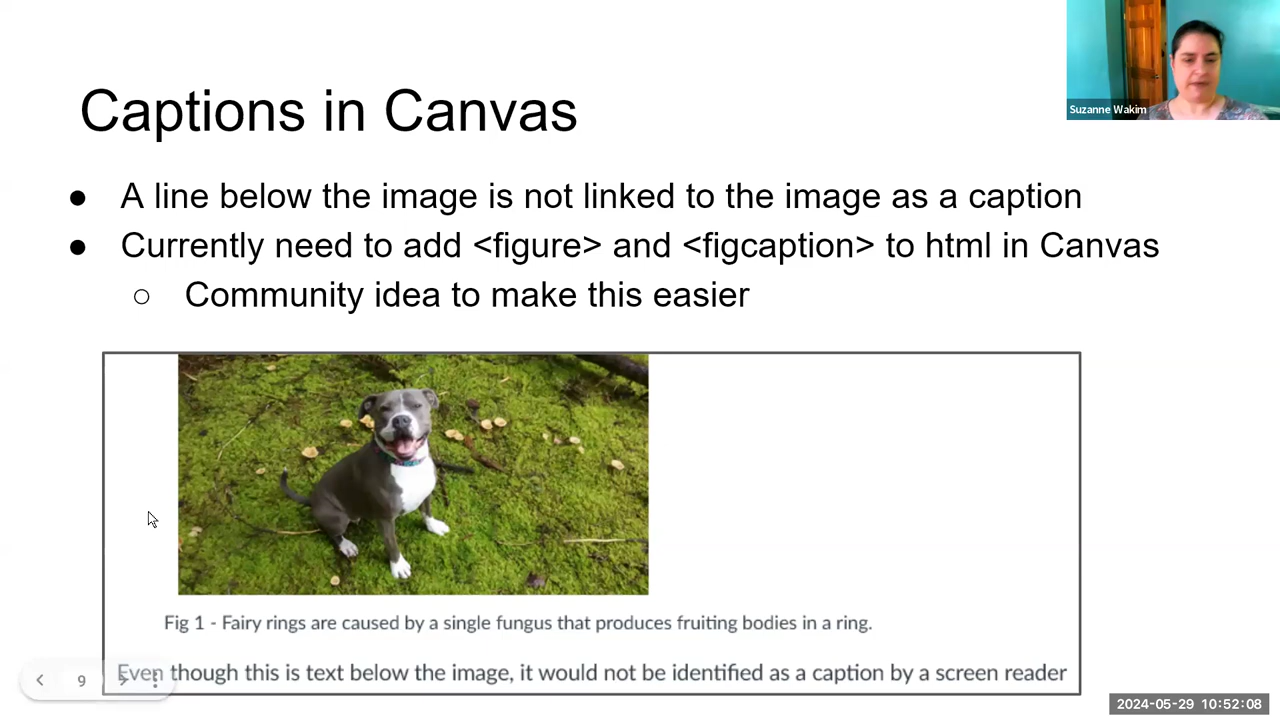 Suzanne Wakim
Captions in Canvas
● A line below the image is not linked to the image as a caption
● Currently need to add <figure> and <figcaption> to html in Canvas
○ Community idea to make this easier
Fig 1 - Fairy rings are caused by a single fungus that produces fruiting bodies in a ring.
Even though this is text below the image, it would not be identified as a caption by a screen reader
9
2024-05-29 10:52:08